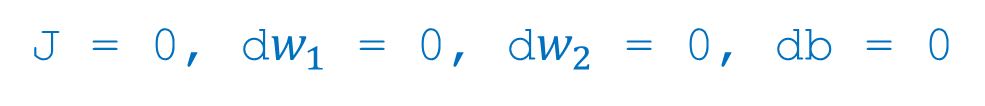 J = 0, dw₁ = 0, dw₂ = 0, db = 0